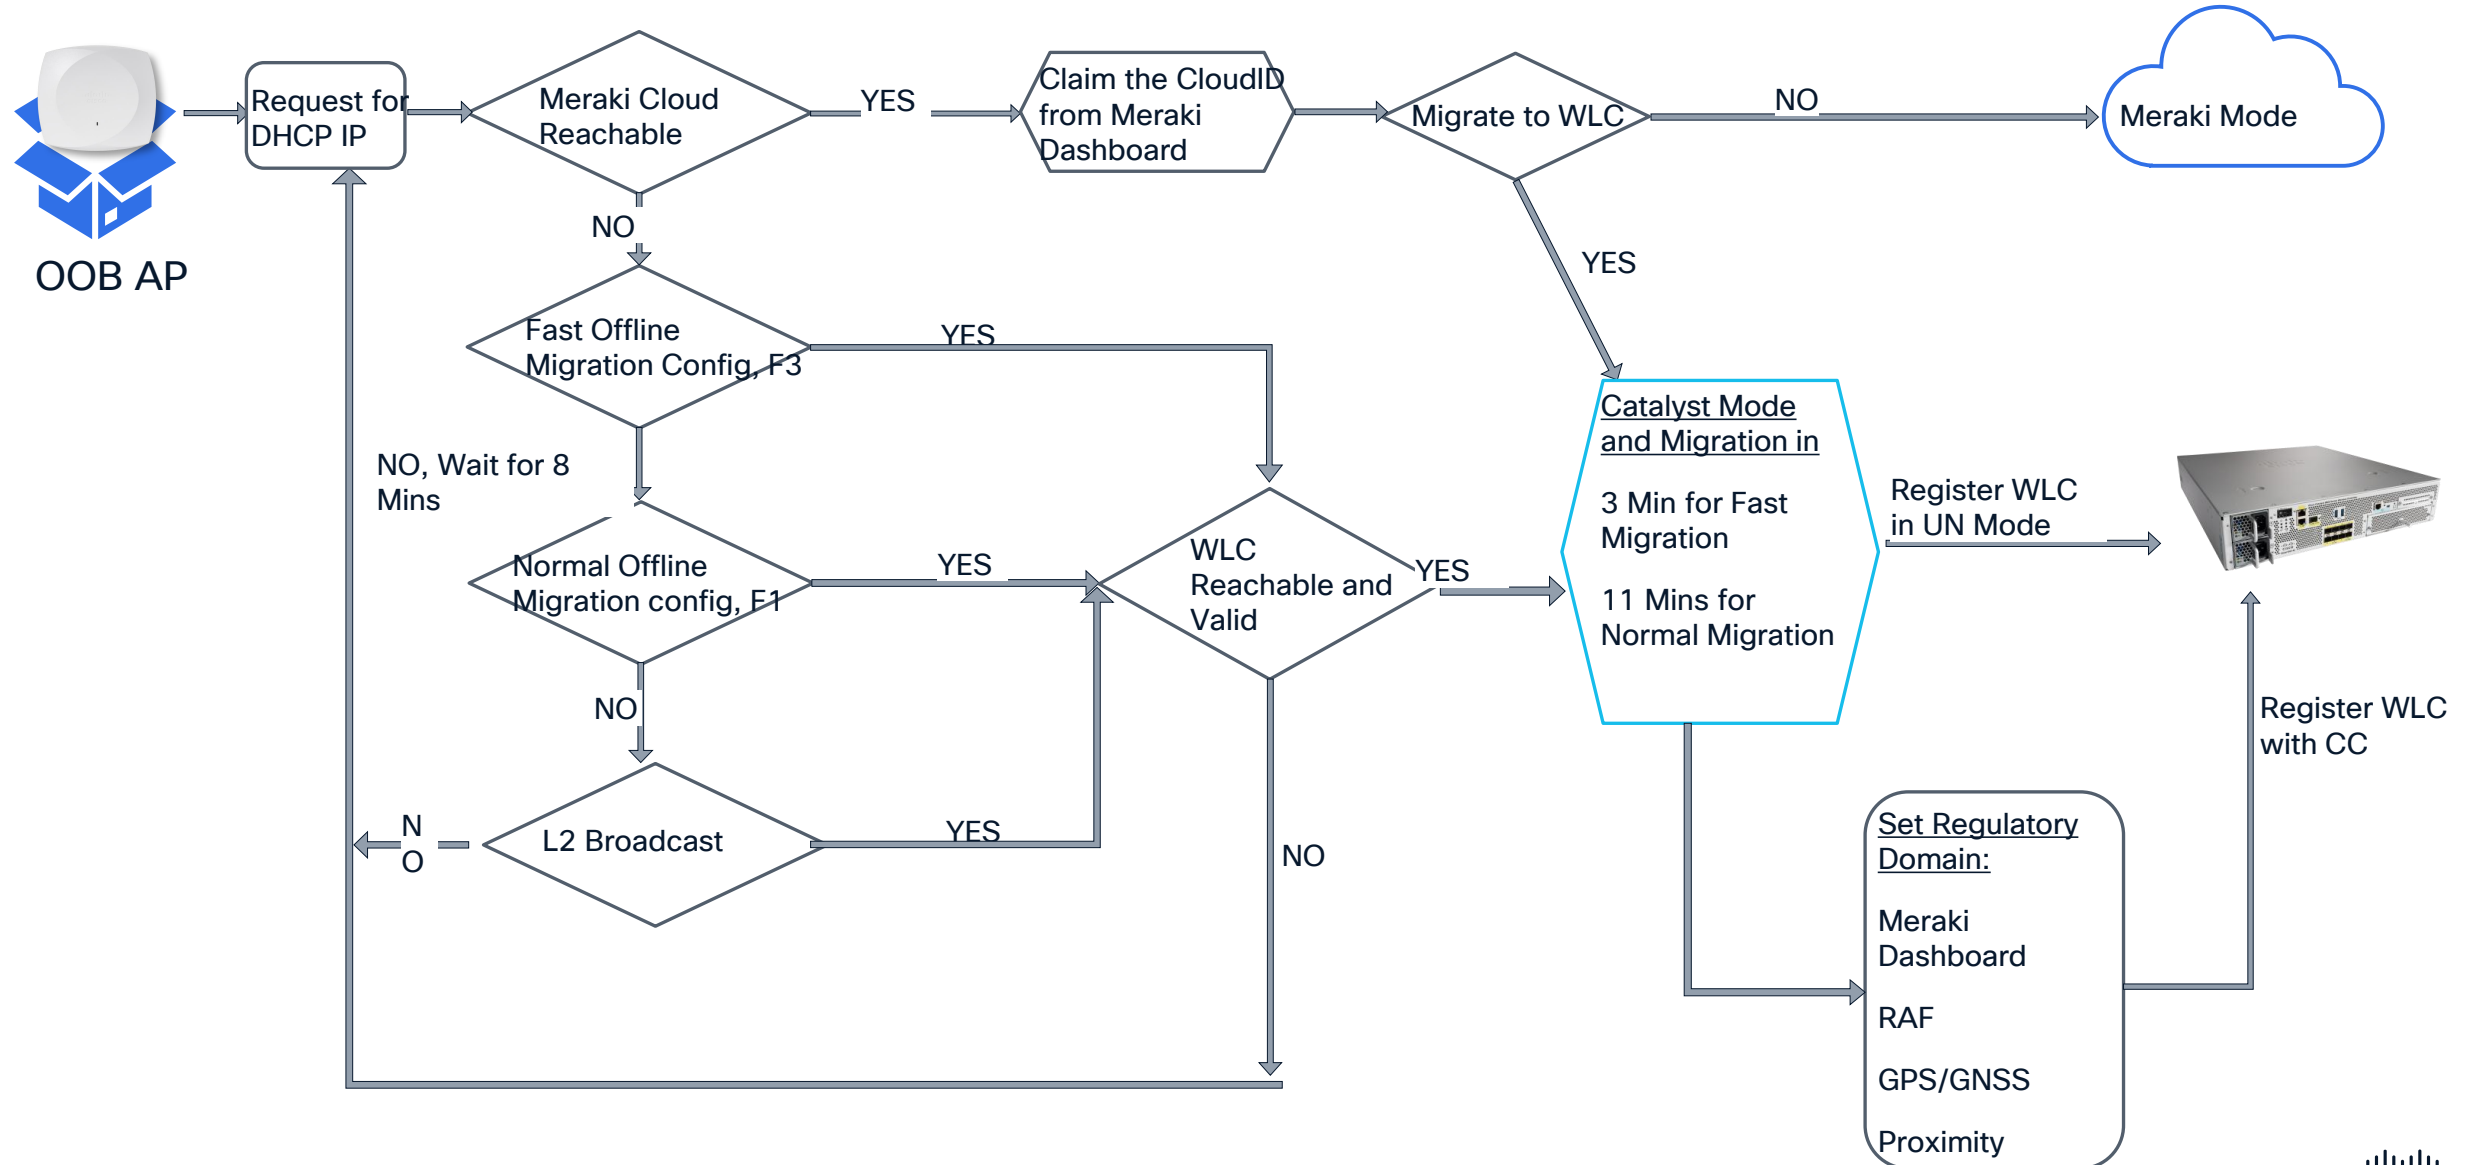 Request for
DHCP IP
Meraki Cloud
Reachable
YES
Claim the CloudID
from Meraki
Dashboard
Migrate to WLC
NO
Meraki Mode
OOB AP
NO
YES
Fast Offline
Migration Config, F3
YES
Catalyst Mode
and Migration in
3 Min for Fast
Migration
11 Mins for
Normal Migration
NO, Wait for 8
Mins
Register WLC
in UN Mode
Normal Offline
Migration config, F1
YES
WLC
Reachable and
Valid
YES
NO
Register WLC
with CC
L2 Broadcast
N
O
YES
NO
Set Regulatory
Domain:
Meraki
Dashboard
RAF
GPS/GNSS
Proximity